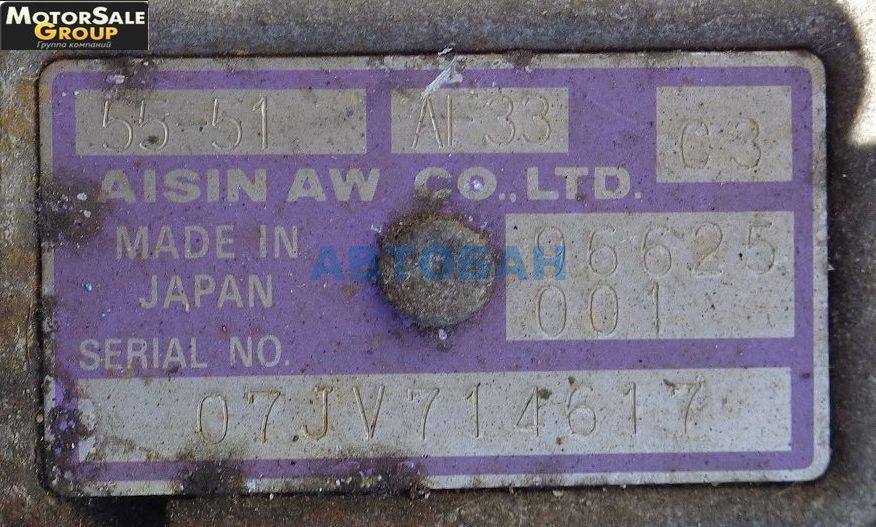 MotorSale
Group
Группа компаний
55-51 AF33 C3
AISIN AW CO.,LTD.
MADE IN
JAPAN
96625
001
АВТОБАН
SERIAL NO.
07JV714617